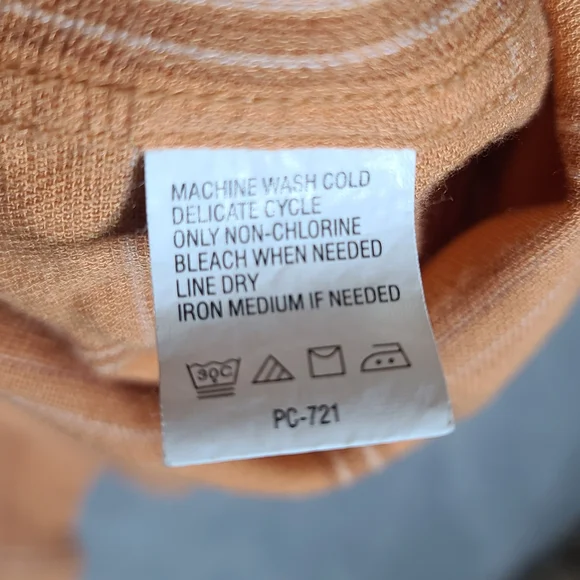 MACHINE WASH COLD
DELICATE CYCLE
ONLY NON-CHLORINE
BLEACH WHEN NEEDED
LINE DRY
IRON MEDIUM IF NEEDED
30C
PC-721